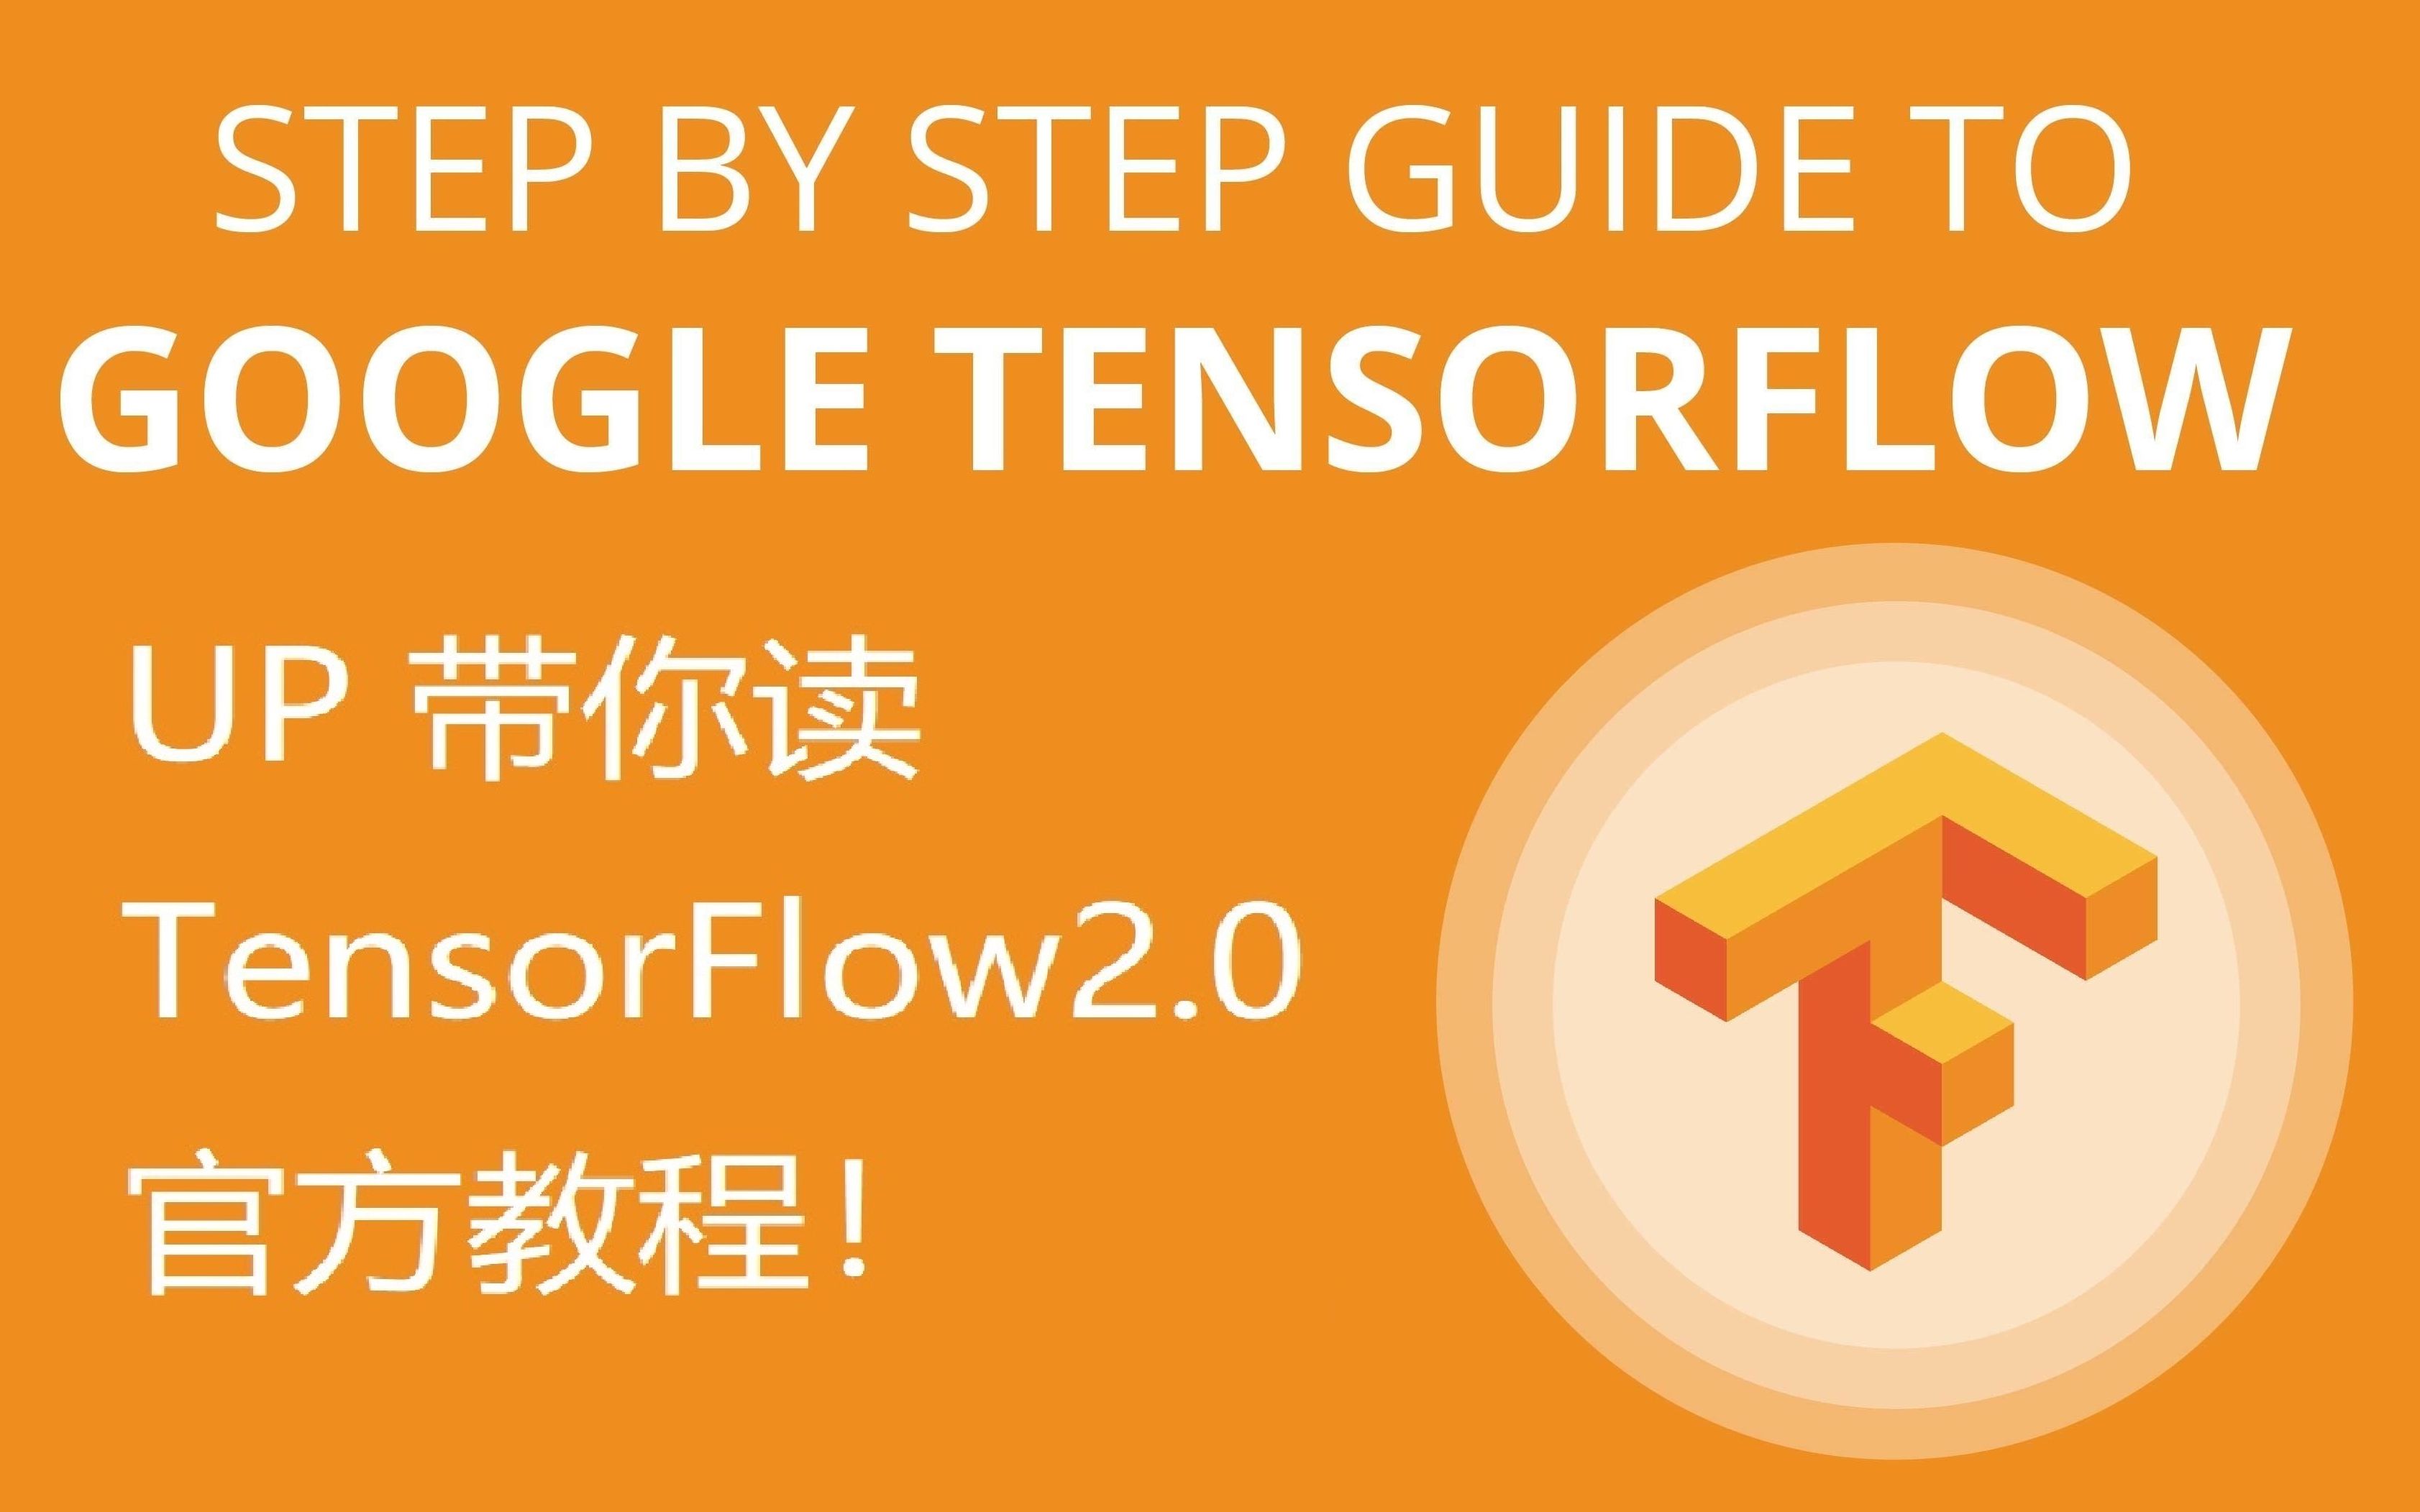 STEP BY STEP GUIDE TO
GOOGLE TENSORFLOW
UP 带你读
TensorFlow2.0
官方教程！